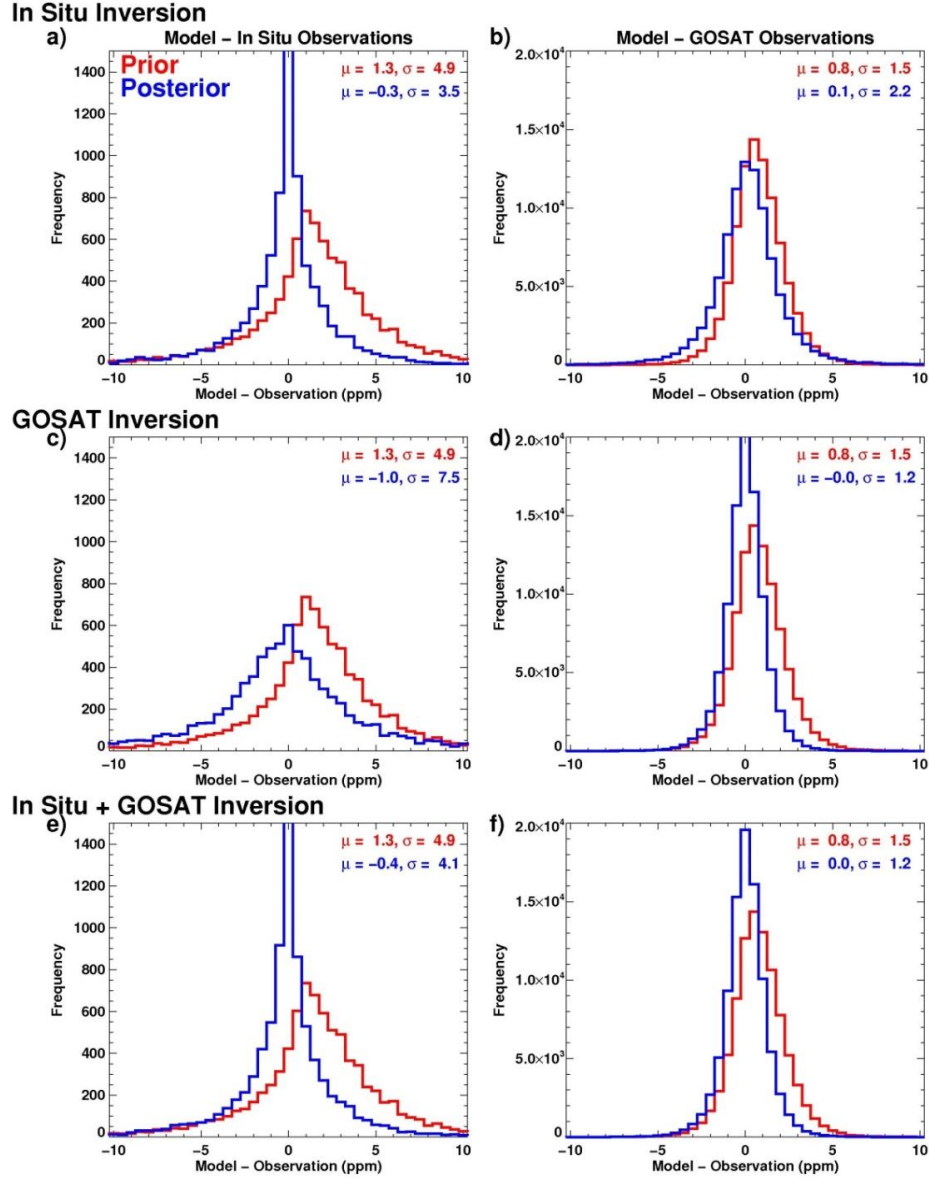 In Situ Inversion
a) Model – In Situ Observations
Prior
Posterior
μ = 1.3, σ = 4.9
μ = −0.3, σ = 3.5
1400
1200
1000
800
600
400
200
0
Frequency
−10 −5 0 5 10
Model – Observation (ppm)
b) Model – GOSAT Observations
μ = 0.8, σ = 1.5
μ = 0.1, σ = 2.2
2.0×10⁴
1.5×10⁴
1.0×10⁴
5.0×10³
0
Frequency
−10 −5 0 5 10
Model – Observation (ppm)
GOSAT Inversion
c)
μ = 1.3, σ = 4.9
μ = −1.0, σ = 7.5
1400
1200
1000
800
600
400
200
0
Frequency
−10 −5 0 5 10
Model – Observation (ppm)
d)
μ = 0.8, σ = 1.5
μ = −0.0, σ = 1.2
2.0×10⁴
1.5×10⁴
1.0×10⁴
5.0×10³
0
Frequency
−10 −5 0 5 10
Model – Observation (ppm)
In Situ + GOSAT Inversion
e)
μ = 1.3, σ = 4.9
μ = −0.4, σ = 4.1
1400
1200
1000
800
600
400
200
0
Frequency
−10 −5 0 5 10
Model – Observation (ppm)
f)
μ = 0.8, σ = 1.5
μ = 0.0, σ = 1.2
2.0×10⁴
1.5×10⁴
1.0×10⁴
5.0×10³
0
Frequency
−10 −5 0 5 10
Model – Observation (ppm)